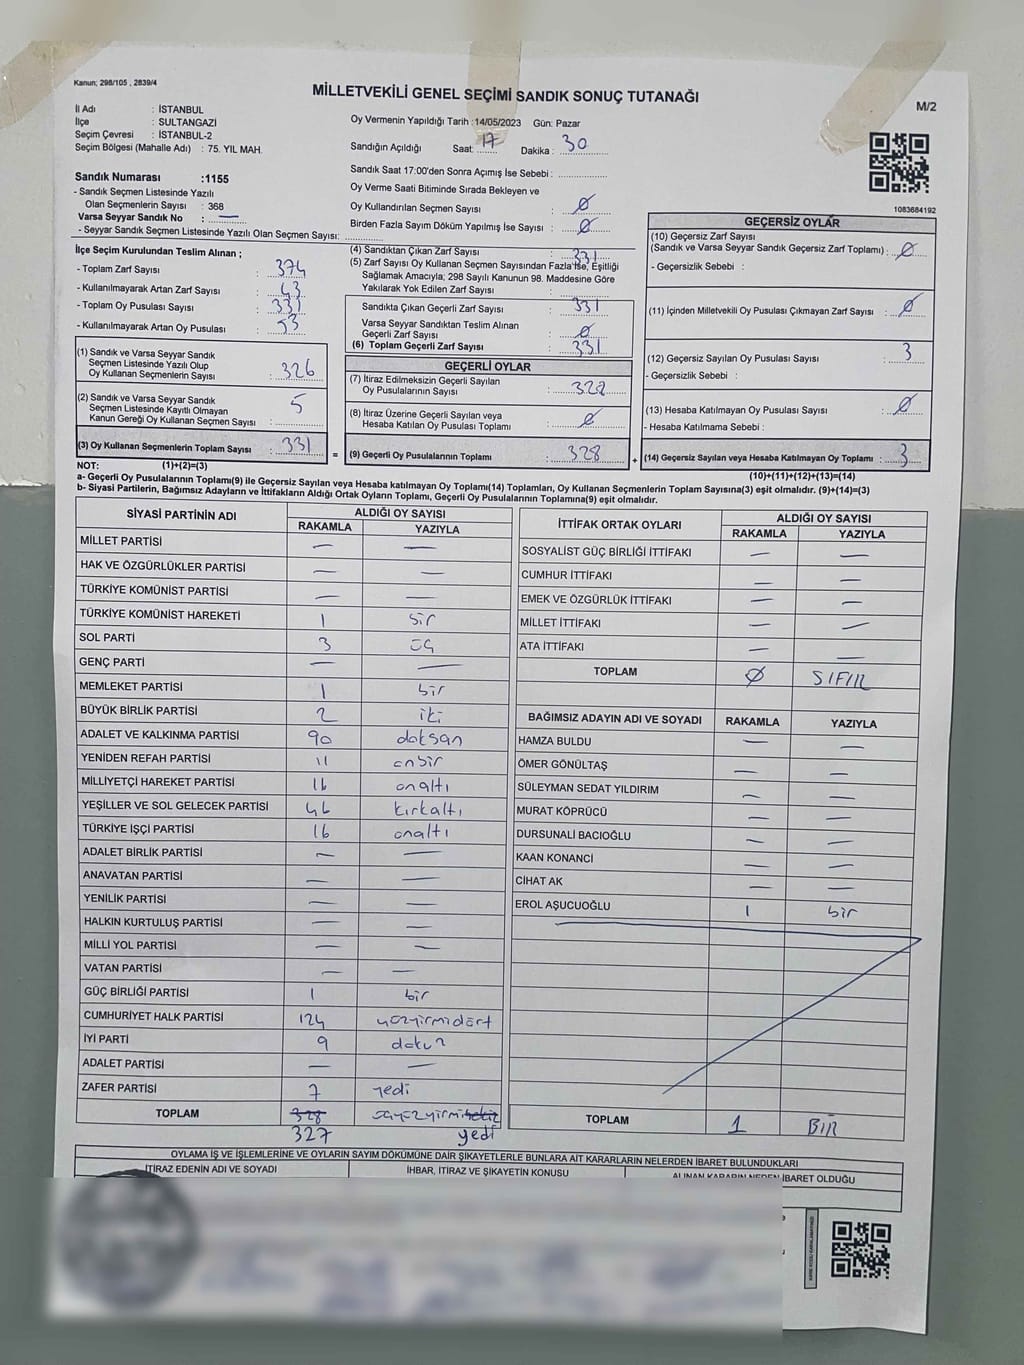 Kanun; 298/105 , 2839/4
MİLLETVEKİLİ GENEL SEÇİMİ SANDIK SONUÇ TUTANAĞI
M/2
İl Adı : İSTANBUL
İlçe : SULTANGAZİ
Seçim Çevresi : İSTANBUL-2
Seçim Bölgesi (Mahalle Adı) : 75. YIL MAH.
Oy Vermenin Yapıldığı Tarih :14/05/2023 Gün: Pazar
Sandığın Açıldığı Saat: 17 Dakika : 30
Sandık Saat 17:00'den Sonra Açımış İse Sebebi :
Oy Verme Saati Bitiminde Sırada Bekleyen ve
Oy Kullandırılan Seçmen Sayısı : Ø
Birden Fazla Sayım Döküm Yapılmış İse Sayısı : Ø
Sandık Numarası :1155
- Sandık Seçmen Listesinde Yazılı
Olan Seçmenlerin Sayısı : 368
Varsa Seyyar Sandık No : —
- Seyyar Sandık Seçmen Listesinde Yazılı Olan Seçmen Sayısı:
1083684192
İlçe Seçim Kurulundan Teslim Alınan ;
- Toplam Zarf Sayısı : 374
- Kullanılmayarak Artan Zarf Sayısı : 43
- Toplam Oy Pusulası Sayısı : 331
- Kullanılmayarak Artan Oy Pusulası : 53
(1) Sandık ve Varsa Seyyar Sandık
Seçmen Listesinde Yazılı Olup
Oy Kullanan Seçmenlerin Sayısı : 326
(2) Sandık ve Varsa Seyyar Sandık
Seçmen Listesinde Kayıtlı Olmayan
Kanun Gereği Oy Kullanan Seçmen Sayısı : 5
(3) Oy Kullanan Seçmenlerin Toplam Sayısı : 331
(4) Sandıktan Çıkan Zarf Sayısı : 331
(5) Zarf Sayısı Oy Kullanan Seçmen Sayısından Fazla İse, Eşitliği
Sağlamak Amacıyla; 298 Sayılı Kanunun 98. Maddesine Göre
Yakılarak Yok Edilen Zarf Sayısı :
Sandıkta Çıkan Geçerli Zarf Sayısı : 331
Varsa Seyyar Sandıktan Teslim Alınan
Geçerli Zarf Sayısı : Ø
(6) Toplam Geçerli Zarf Sayısı : 331
GEÇERLİ OYLAR
(7) İtiraz Edilmeksizin Geçerli Sayılan
Oy Pusulalarının Sayısı : 328
(8) İtiraz Üzerine Geçerli Sayılan veya
Hesaba Katılan Oy Pusulası Toplamı : Ø
= (9) Geçerli Oy Pusulalarının Toplamı : 328
GEÇERSİZ OYLAR
(10) Geçersiz Zarf Sayısı
(Sandık ve Varsa Seyyar Sandık Geçersiz Zarf Toplamı) : Ø
- Geçersizlik Sebebi :
(11) İçinden Milletvekili Oy Pusulası Çıkmayan Zarf Sayısı : Ø
(12) Geçersiz Sayılan Oy Pusulası Sayısı : 3
- Geçersizlik Sebebi :
(13) Hesaba Katılmayan Oy Pusulası Sayısı : Ø
- Hesaba Katılmama Sebebi :
+ (14) Geçersiz Sayılan veya Hesaba Katılmayan Oy Toplamı : 3
NOT: (1)+(2)=(3) (10)+(11)+(12)+(13)=(14)
a- Geçerli Oy Pusulalarının Toplamı(9) ile Geçersiz Sayılan veya Hesaba katılmayan Oy Toplamı(14) Toplamları, Oy Kullanan Seçmenlerin Toplam Sayısına(3) eşit olmalıdır. (9)+(14)=(3)
b- Siyasi Partilerin, Bağımsız Adayların ve İttifakların Aldığı Ortak Oyların Toplamı, Geçerli Oy Pusulalarının Toplamına(9) eşit olmalıdır.
SİYASİ PARTİNİN ADI ALDIĞI OY SAYISI
RAKAMLA YAZIYLA
MİLLET PARTİSİ — —
HAK VE ÖZGÜRLÜKLER PARTİSİ — —
TÜRKİYE KOMÜNİST PARTİSİ — —
TÜRKİYE KOMÜNİST HAREKETİ 1 bir
SOL PARTİ 3 üç
GENÇ PARTİ — —
MEMLEKET PARTİSİ 1 bir
BÜYÜK BİRLİK PARTİSİ 2 iki
ADALET VE KALKINMA PARTİSİ 90 doksan
YENİDEN REFAH PARTİSİ 11 onbir
MİLLİYETÇİ HAREKET PARTİSİ 16 onaltı
YEŞİLLER VE SOL GELECEK PARTİSİ 46 kırkaltı
TÜRKİYE İŞÇİ PARTİSİ 16 onaltı
ADALET BİRLİK PARTİSİ — —
ANAVATAN PARTİSİ — —
YENİLİK PARTİSİ — —
HALKIN KURTULUŞ PARTİSİ — —
MİLLİ YOL PARTİSİ — —
VATAN PARTİSİ — —
GÜÇ BİRLİĞİ PARTİSİ 1 bir
CUMHURİYET HALK PARTİSİ 124 yüzyirmidört
İYİ PARTİ 9 dokuz
ADALET PARTİSİ — —
ZAFER PARTİSİ 7 yedi
TOPLAM 328 üçyüzyirmisekiz
327 yedi
İTTİFAK ORTAK OYLARI ALDIĞI OY SAYISI
RAKAMLA YAZIYLA
SOSYALİST GÜÇ BİRLİĞİ İTTİFAKI — —
CUMHUR İTTİFAKI — —
EMEK VE ÖZGÜRLÜK İTTİFAKI — —
MİLLET İTTİFAKI — —
ATA İTTİFAKI — —
TOPLAM Ø SIFIR
BAĞIMSIZ ADAYIN ADI VE SOYADI RAKAMLA YAZIYLA
HAMZA BULDU — —
ÖMER GÖNÜLTAŞ — —
SÜLEYMAN SEDAT YILDIRIM — —
MURAT KÖPRÜCÜ — —
DURSUNALİ BACIOĞLU — —
KAAN KONANCİ — —
CİHAT AK — —
EROL AŞUCUOĞLU 1 bir
TOPLAM 1 BİR
OYLAMA İŞ VE İŞLEMLERİNE VE OYLARIN SAYIM DÖKÜMÜNE DAİR ŞİKAYETLERLE BUNLARA AİT KARARLARIN NELERDEN İBARET BULUNDUKLARI
İTİRAZ EDENİN ADI VE SOYADI İHBAR, İTİRAZ VE ŞİKAYETİN KONUSU ALINAN KARARIN NEDEN İBARET OLDUĞU